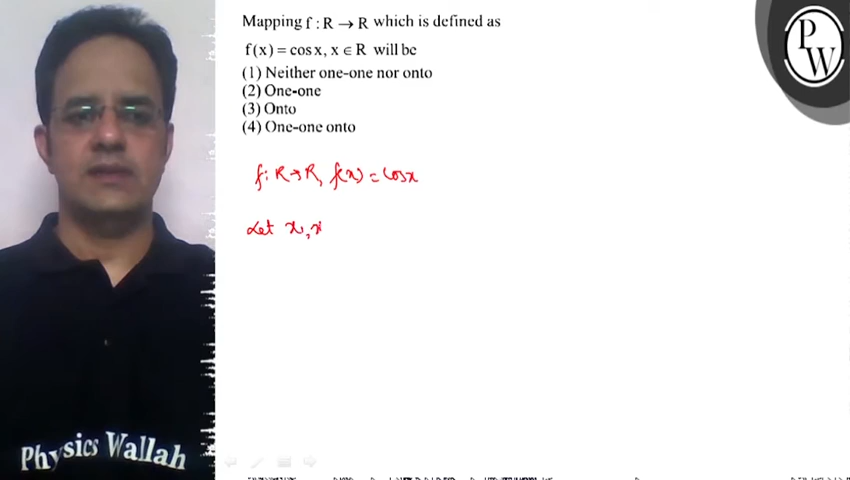 Mapping f : R → R which is defined as
f(x) = cos x, x ∈ R will be
(1) Neither one-one nor onto
(2) One-one
(3) Onto
(4) One-one onto
f: R→R, f(x) = cosx
Let x, x
PW
Physics Wallah